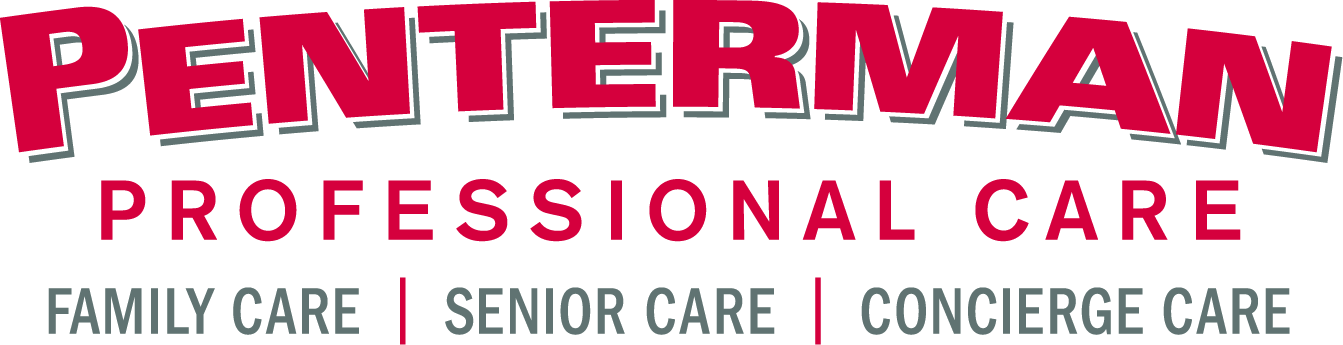 PENTERMAN
PROFESSIONAL CARE
FAMILY CARE | SENIOR CARE | CONCIERGE CARE